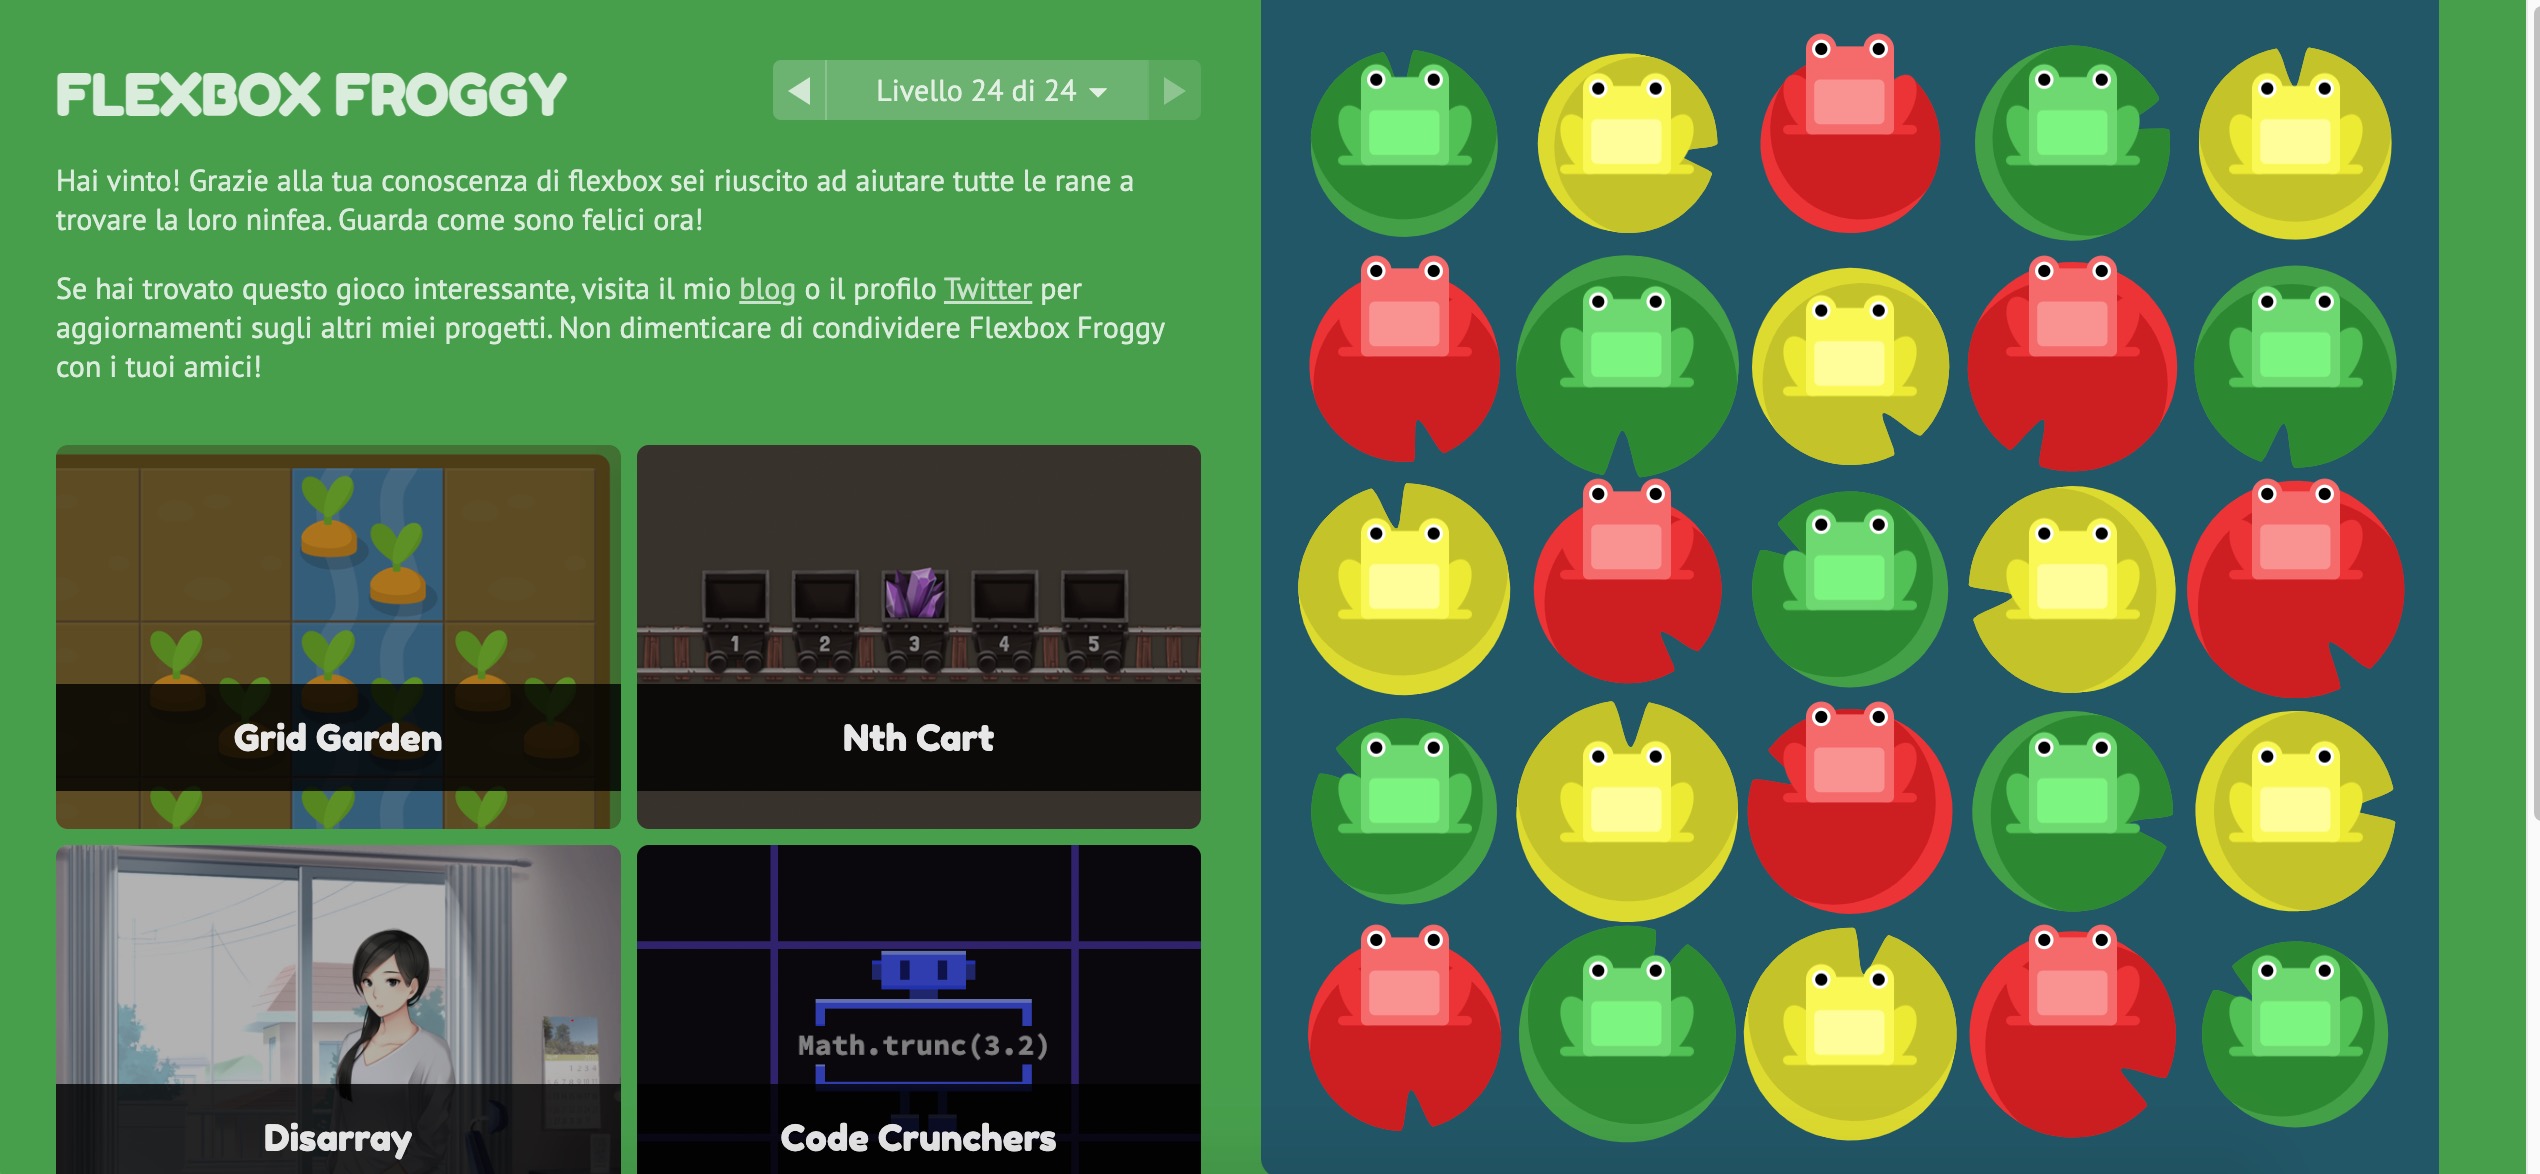 FLEXBOX FROGGY
Livello 24 di 24
Hai vinto! Grazie alla tua conoscenza di flexbox sei riuscito ad aiutare tutte le rane a
trovare la loro ninfea. Guarda come sono felici ora!
Se hai trovato questo gioco interessante, visita il mio blog o il profilo Twitter per
aggiornamenti sugli altri miei progetti. Non dimenticare di condividere Flexbox Froggy
con i tuoi amici!
1 2 3 4 5
Grid Garden
Nth Cart
Math.trunc(3.2)
Disarray
Code Crunchers